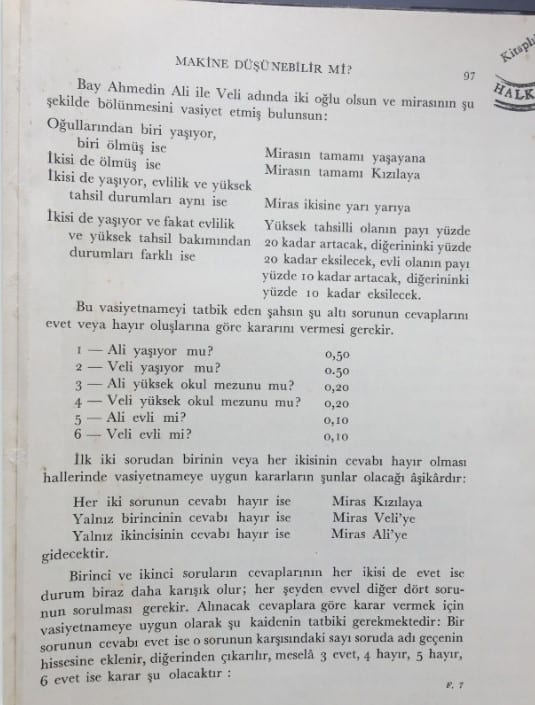 MAKİNE DÜŞÜNEBİLİR Mİ?
97
HALK
Bay Ahmedin Ali ile Veli adında iki oğlu olsun ve mirasının şu
şekilde bölünmesini vasiyet etmiş bulunsun:
Oğullarından biri yaşıyor,
biri ölmüş ise Mirasın tamamı yaşayana
İkisi de ölmüş ise Mirasın tamamı Kızılaya
İkisi de yaşıyor, evlilik ve yüksek
tahsil durumları aynı ise Miras ikisine yarı yarıya
İkisi de yaşıyor ve fakat evlilik Yüksek tahsilli olanın payı yüzde
ve yüksek tahsil bakımından 20 kadar artacak, diğerininki yüzde
durumları farklı ise 20 kadar eksilecek, evli olanın payı
yüzde 10 kadar artacak, diğerininki
yüzde 10 kadar eksilecek.
Bu vasiyetnameyi tatbik eden şahsın şu altı sorunun cevaplarını
evet veya hayır oluşlarına göre kararını vermesi gerekir.
1 — Ali yaşıyor mu? 0,50
2 — Veli yaşıyor mu? 0.50
3 — Ali yüksek okul mezunu mu? 0,20
4 — Veli yüksek okul mezunu mu? 0,20
5 — Ali evli mi? 0,10
6 — Veli evli mi? 0,10
İlk iki sorudan birinin veya her ikisinin cevabı hayır olması
hallerinde vasiyetnameye uygun kararların şunlar olacağı âşikârdır:
Her iki sorunun cevabı hayır ise Miras Kızılaya
Yalnız birincinin cevabı hayır ise Miras Veli'ye
Yalnız ikincisinin cevabı hayır ise Miras Ali'ye
gidecektir.
Birinci ve ikinci soruların cevaplarının her ikisi de evet ise
durum biraz daha karışık olur; her şeyden evvel diğer dört soru-
nun sorulması gerekir. Alınacak cevaplara göre karar vermek için
vasiyetnameye uygun olarak şu kaidenin tatbiki gerekmektedir: Bir
sorunun cevabı evet ise o sorunun karşısındaki sayı soruda adı geçenin
hissesine eklenir, diğerinden çıkarılır, meselâ 3 evet, 4 hayır, 5 hayır,
6 evet ise karar şu olacaktır :
F. 7